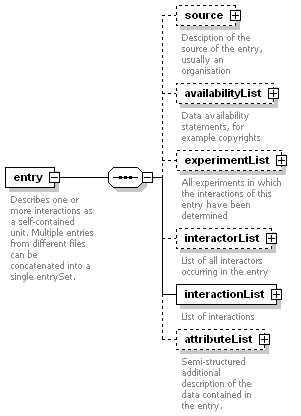 source
Desciption of the
source of the entry,
usually an
organisation
availabilityList
Data availability
statements, for
example copyrights
experimentList
All experiments in which
the interactions of this
entry have been
determined
entry
Describes one or
more interactions as
a self-contained
unit. Multiple entries
from different files
can be
concatenated into a
single entrySet.
interactorList
List of all interactors
occurring in the entry
interactionList
List of interactions
attributeList
Semi-structured
additional
description of the
data contained in
the entry.